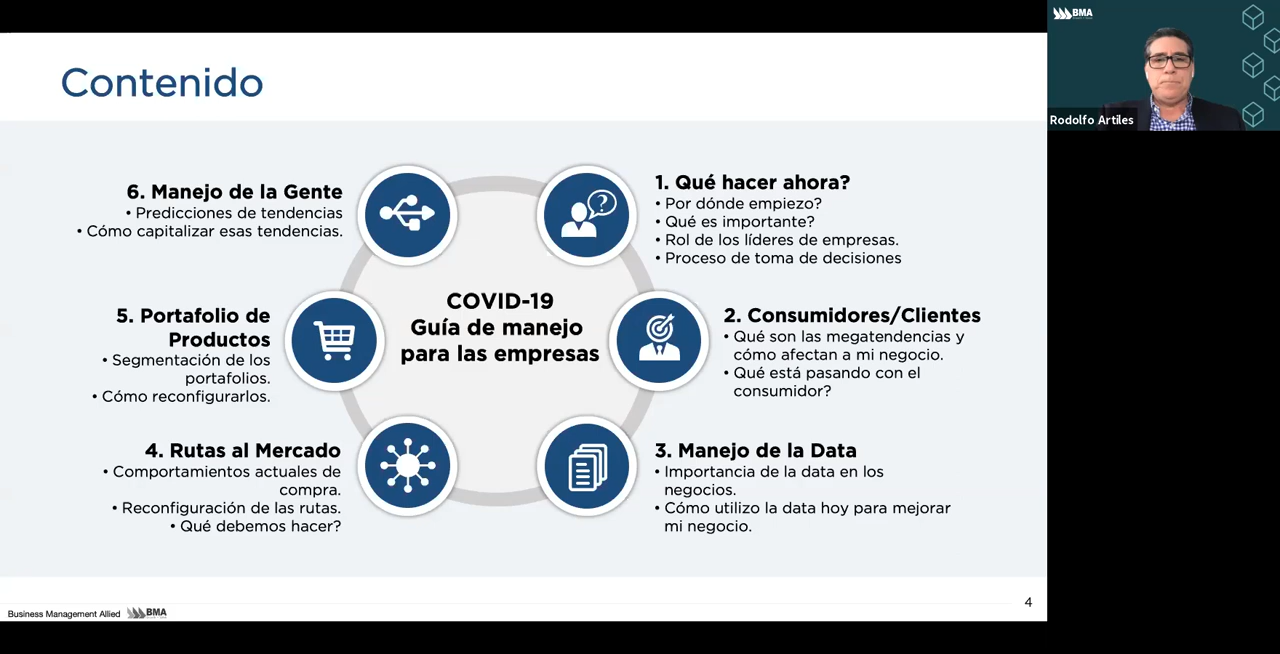 Contenido
6. Manejo de la Gente
• Predicciones de tendencias
• Cómo capitalizar esas tendencias.
1. Qué hacer ahora?
• Por dónde empiezo?
• Qué es importante?
• Rol de los líderes de empresas.
• Proceso de toma de decisiones
5. Portafolio de
Productos
• Segmentación de los
portafolios.
• Cómo reconfigurarlos.
COVID-19
Guía de manejo
para las empresas
2. Consumidores/Clientes
• Qué son las megatendencias y
cómo afectan a mi negocio.
• Qué está pasando con el
consumidor?
4. Rutas al Mercado
• Comportamientos actuales de
compra.
• Reconfiguración de las rutas.
• Qué debemos hacer?
3. Manejo de la Data
• Importancia de la data en los
negocios.
• Cómo utilizo la data hoy para mejorar
mi negocio.
Business Management Allied
BMA
4
BMA
Rodolfo Artiles
?